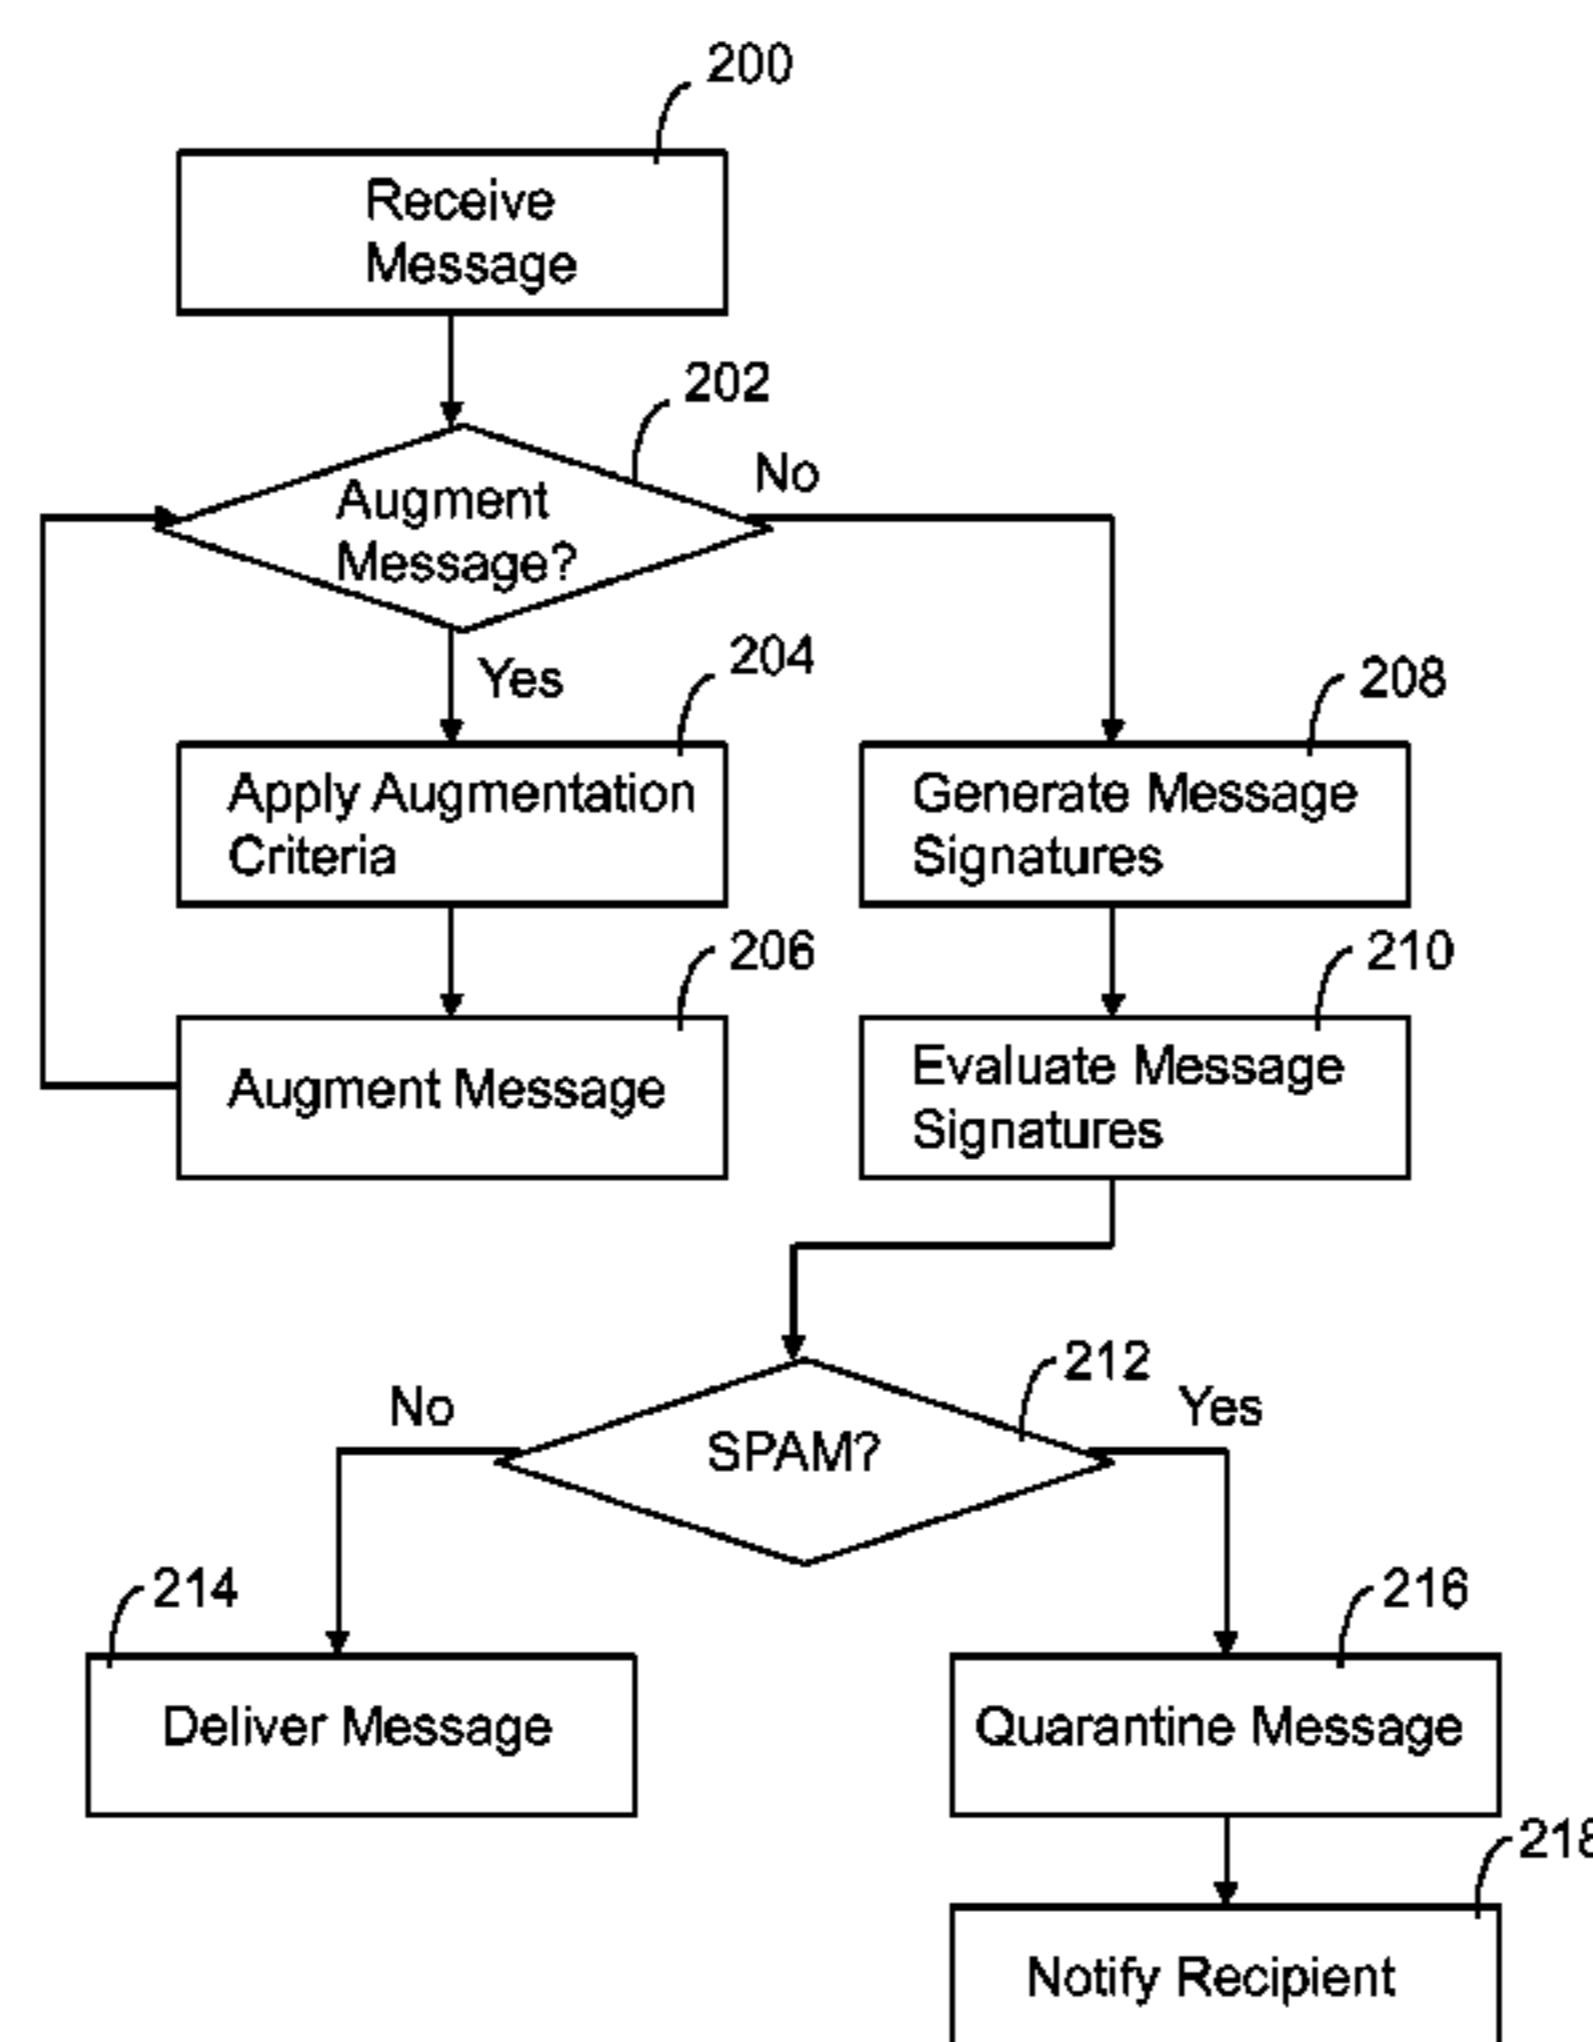 200
Receive
Message
202
Augment
Message?
No
Yes
204
Apply Augmentation
Criteria
208
Generate Message
Signatures
206
Augment Message
210
Evaluate Message
Signatures
212
No
SPAM?
Yes
214
Deliver Message
216
Quarantine Message
218
Notify Recipient